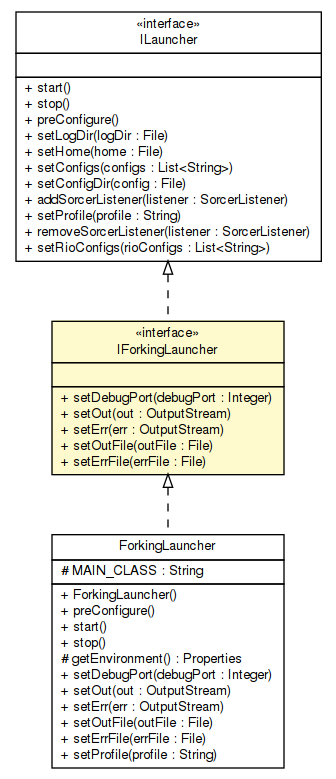 «interface»
ILauncher
+ start()
+ stop()
+ preConfigure()
+ setLogDir(logDir : File)
+ setHome(home : File)
+ setConfigs(configs : List<String>)
+ setConfigDir(config : File)
+ addSorcerListener(listener : SorcerListener)
+ setProfile(profile : String)
+ removeSorcerListener(listener : SorcerListener)
+ setRioConfigs(rioConfigs : List<String>)
«interface»
IForkingLauncher
+ setDebugPort(debugPort : Integer)
+ setOut(out : OutputStream)
+ setErr(err : OutputStream)
+ setOutFile(outFile : File)
+ setErrFile(errFile : File)
ForkingLauncher
# MAIN_CLASS : String
+ ForkingLauncher()
+ preConfigure()
+ start()
+ stop()
# getEnvironment() : Properties
+ setDebugPort(debugPort : Integer)
+ setOut(out : OutputStream)
+ setErr(err : OutputStream)
+ setOutFile(outFile : File)
+ setErrFile(errFile : File)
+ setProfile(profile : String)